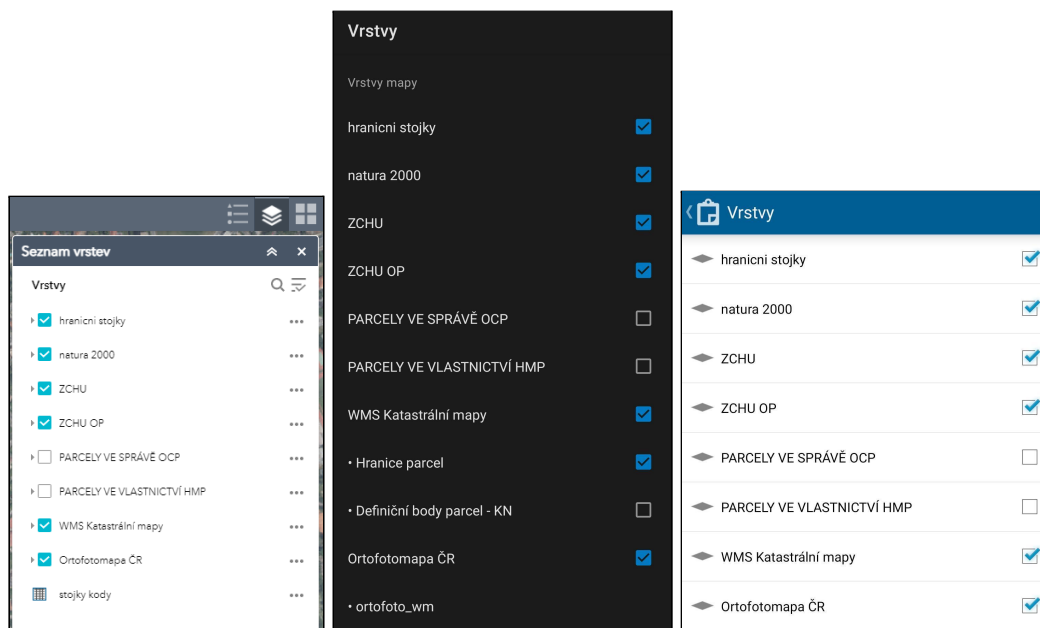 Seznam vrstev
Vrstvy
hranicni stojky
natura 2000
ZCHU
ZCHU OP
PARCELY VE SPRÁVĚ OCP
PARCELY VE VLASTNICTVÍ HMP
WMS Katastrální mapy
Ortofotomapa ČR
stojky kody
Vrstvy
Vrstvy mapy
hranicni stojky
natura 2000
ZCHU
ZCHU OP
PARCELY VE SPRÁVĚ OCP
PARCELY VE VLASTNICTVÍ HMP
WMS Katastrální mapy
• Hranice parcel
• Definiční body parcel - KN
Ortofotomapa ČR
• ortofoto_wm
Vrstvy
hranicni stojky
natura 2000
ZCHU
ZCHU OP
PARCELY VE SPRÁVĚ OCP
PARCELY VE VLASTNICTVÍ HMP
WMS Katastrální mapy
Ortofotomapa ČR